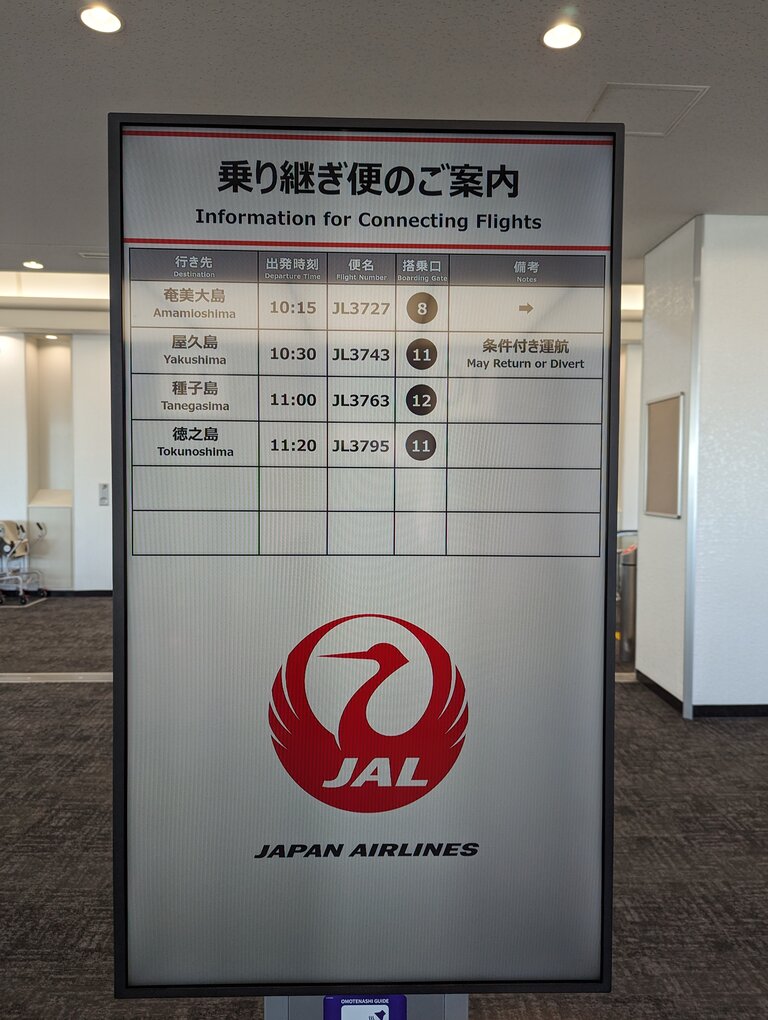 乗り継ぎ便のご案内
Information for Connecting Flights
行き先 出発時刻 便名 搭乗口 備考
Destination Departure Time Flight Number Boarding Gate Notes
奄美大島
Amamioshima 10:15 JL3727 8 ➡
屋久島 条件付き運航
Yakushima 10:30 JL3743 11 May Return or Divert
種子島
Tanegasima 11:00 JL3763 12
徳之島
Tokunoshima 11:20 JL3795 11
JAL
JAPAN AIRLINES
OMOTENASHI GUIDE